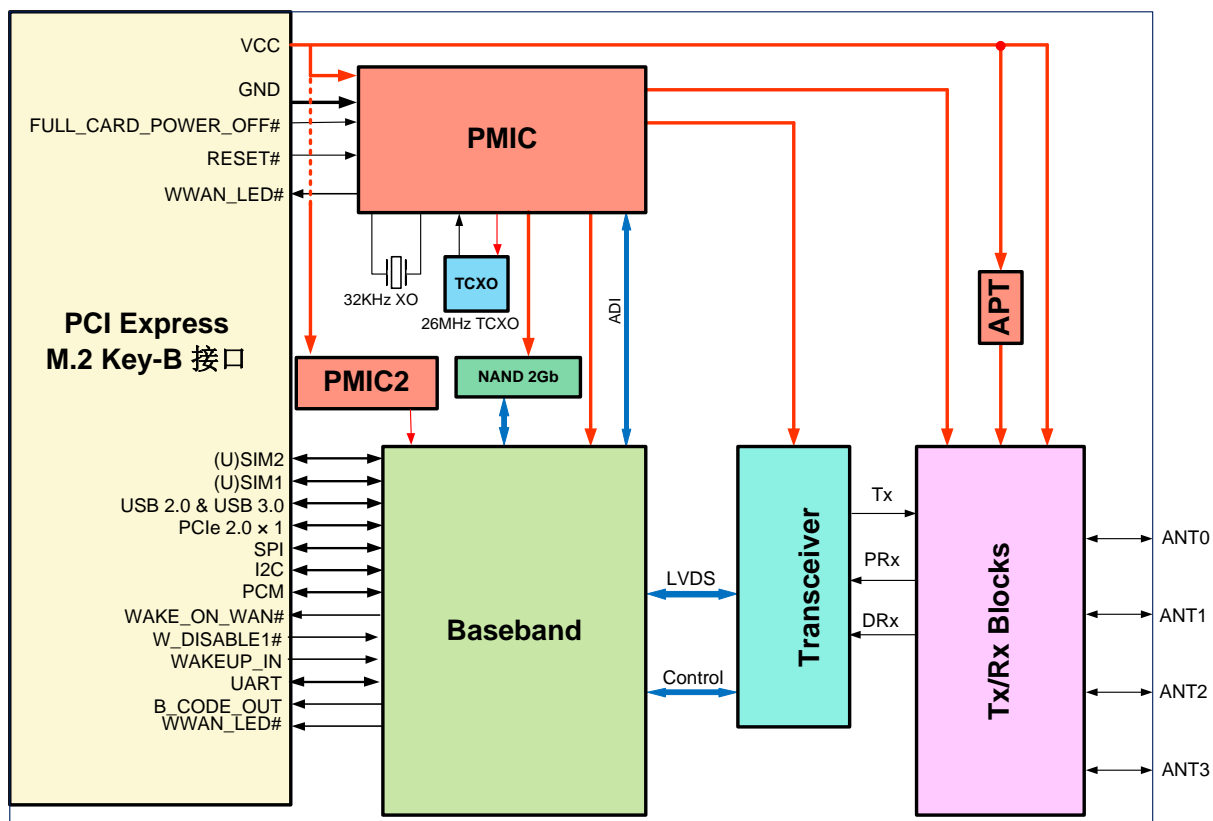 VCC
GND
FULL_CARD_POWER_OFF#
RESET#
WWAN_LED#
PCI Express
M.2 Key-B 接口
(U)SIM2
(U)SIM1
USB 2.0 & USB 3.0
PCIe 2.0 × 1
SPI
I2C
PCM
WAKE_ON_WAN#
W_DISABLE1#
WAKEUP_IN
UART
B_CODE_OUT
WWAN_LED#
PMIC
32KHz XO
TCXO
26MHz TCXO
ADI
PMIC2
NAND 2Gb
APT
Baseband
LVDS
Control
Transceiver
Tx
PRx
DRx
Tx/Rx Blocks
ANT0
ANT1
ANT2
ANT3